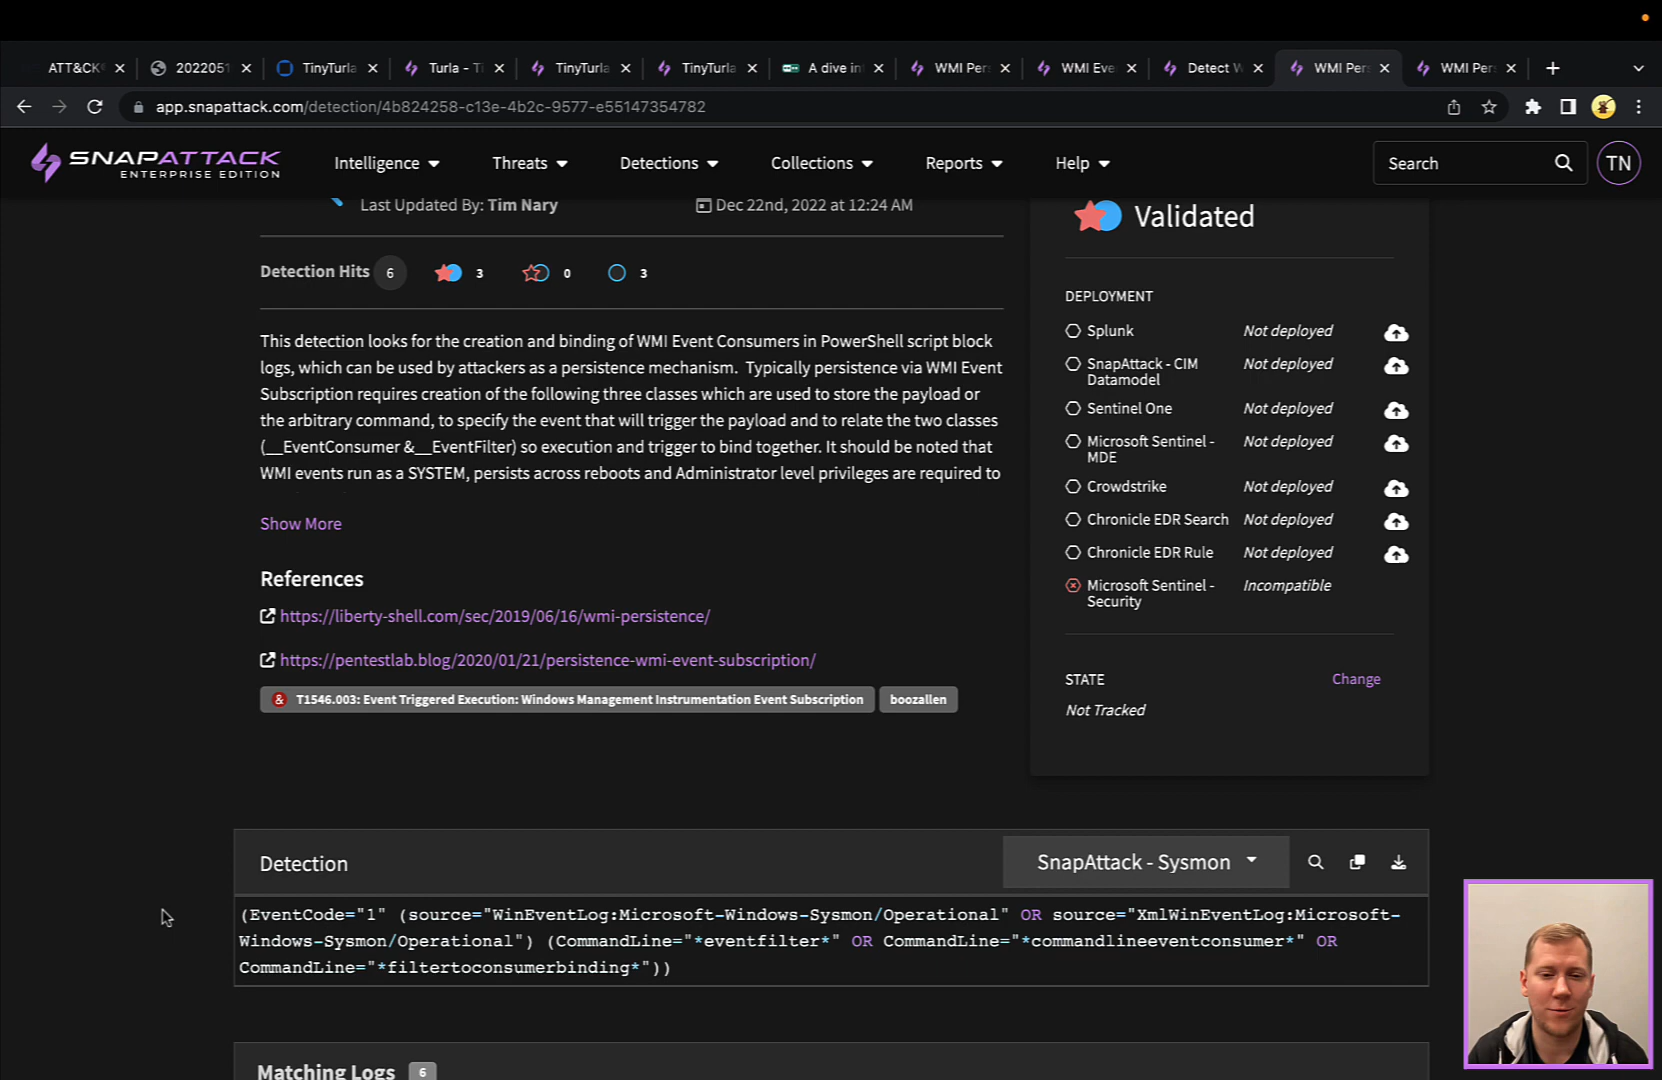 ATT&CK
2022051
TinyTurla
Turla - Ti
TinyTurla
TinyTurla
A dive in
WMI Per
WMI Eve
Detect W
WMI Per
WMI Per
app.snapattack.com/detection/4b824258-c13e-4b2c-9577-e55147354782
SNAPATTACK
ENTERPRISE EDITION
Intelligence
Threats
Detections
Collections
Reports
Help
Search
TN
Last Updated By: Tim Nary
Dec 22nd, 2022 at 12:24 AM
Detection Hits 6 3 0 3
This detection looks for the creation and binding of WMI Event Consumers in PowerShell script block
logs, which can be used by attackers as a persistence mechanism. Typically persistence via WMI Event
Subscription requires creation of the following three classes which are used to store the payload or
the arbitrary command, to specify the event that will trigger the payload and to relate the two classes
(__EventConsumer &__EventFilter) so execution and trigger to bind together. It should be noted that
WMI events run as a SYSTEM, persists across reboots and Administrator level privileges are required to
Show More
References
https://liberty-shell.com/sec/2019/06/16/wmi-persistence/
https://pentestlab.blog/2020/01/21/persistence-wmi-event-subscription/
& T1546.003: Event Triggered Execution: Windows Management Instrumentation Event Subscription
boozallen
Validated
DEPLOYMENT
Splunk Not deployed
SnapAttack - CIM Not deployed
Datamodel
Sentinel One Not deployed
Microsoft Sentinel - Not deployed
MDE
Crowdstrike Not deployed
Chronicle EDR Search Not deployed
Chronicle EDR Rule Not deployed
Microsoft Sentinel - Incompatible
Security
STATE Change
Not Tracked
Detection
SnapAttack - Sysmon
(EventCode="1" (source="WinEventLog:Microsoft-Windows-Sysmon/Operational" OR source="XmlWinEventLog:Microsoft-
Windows-Sysmon/Operational") (CommandLine="*eventfilter*" OR CommandLine="*commandlineeventconsumer*" OR
CommandLine="*filtertoconsumerbinding*"))
Matching Logs 6